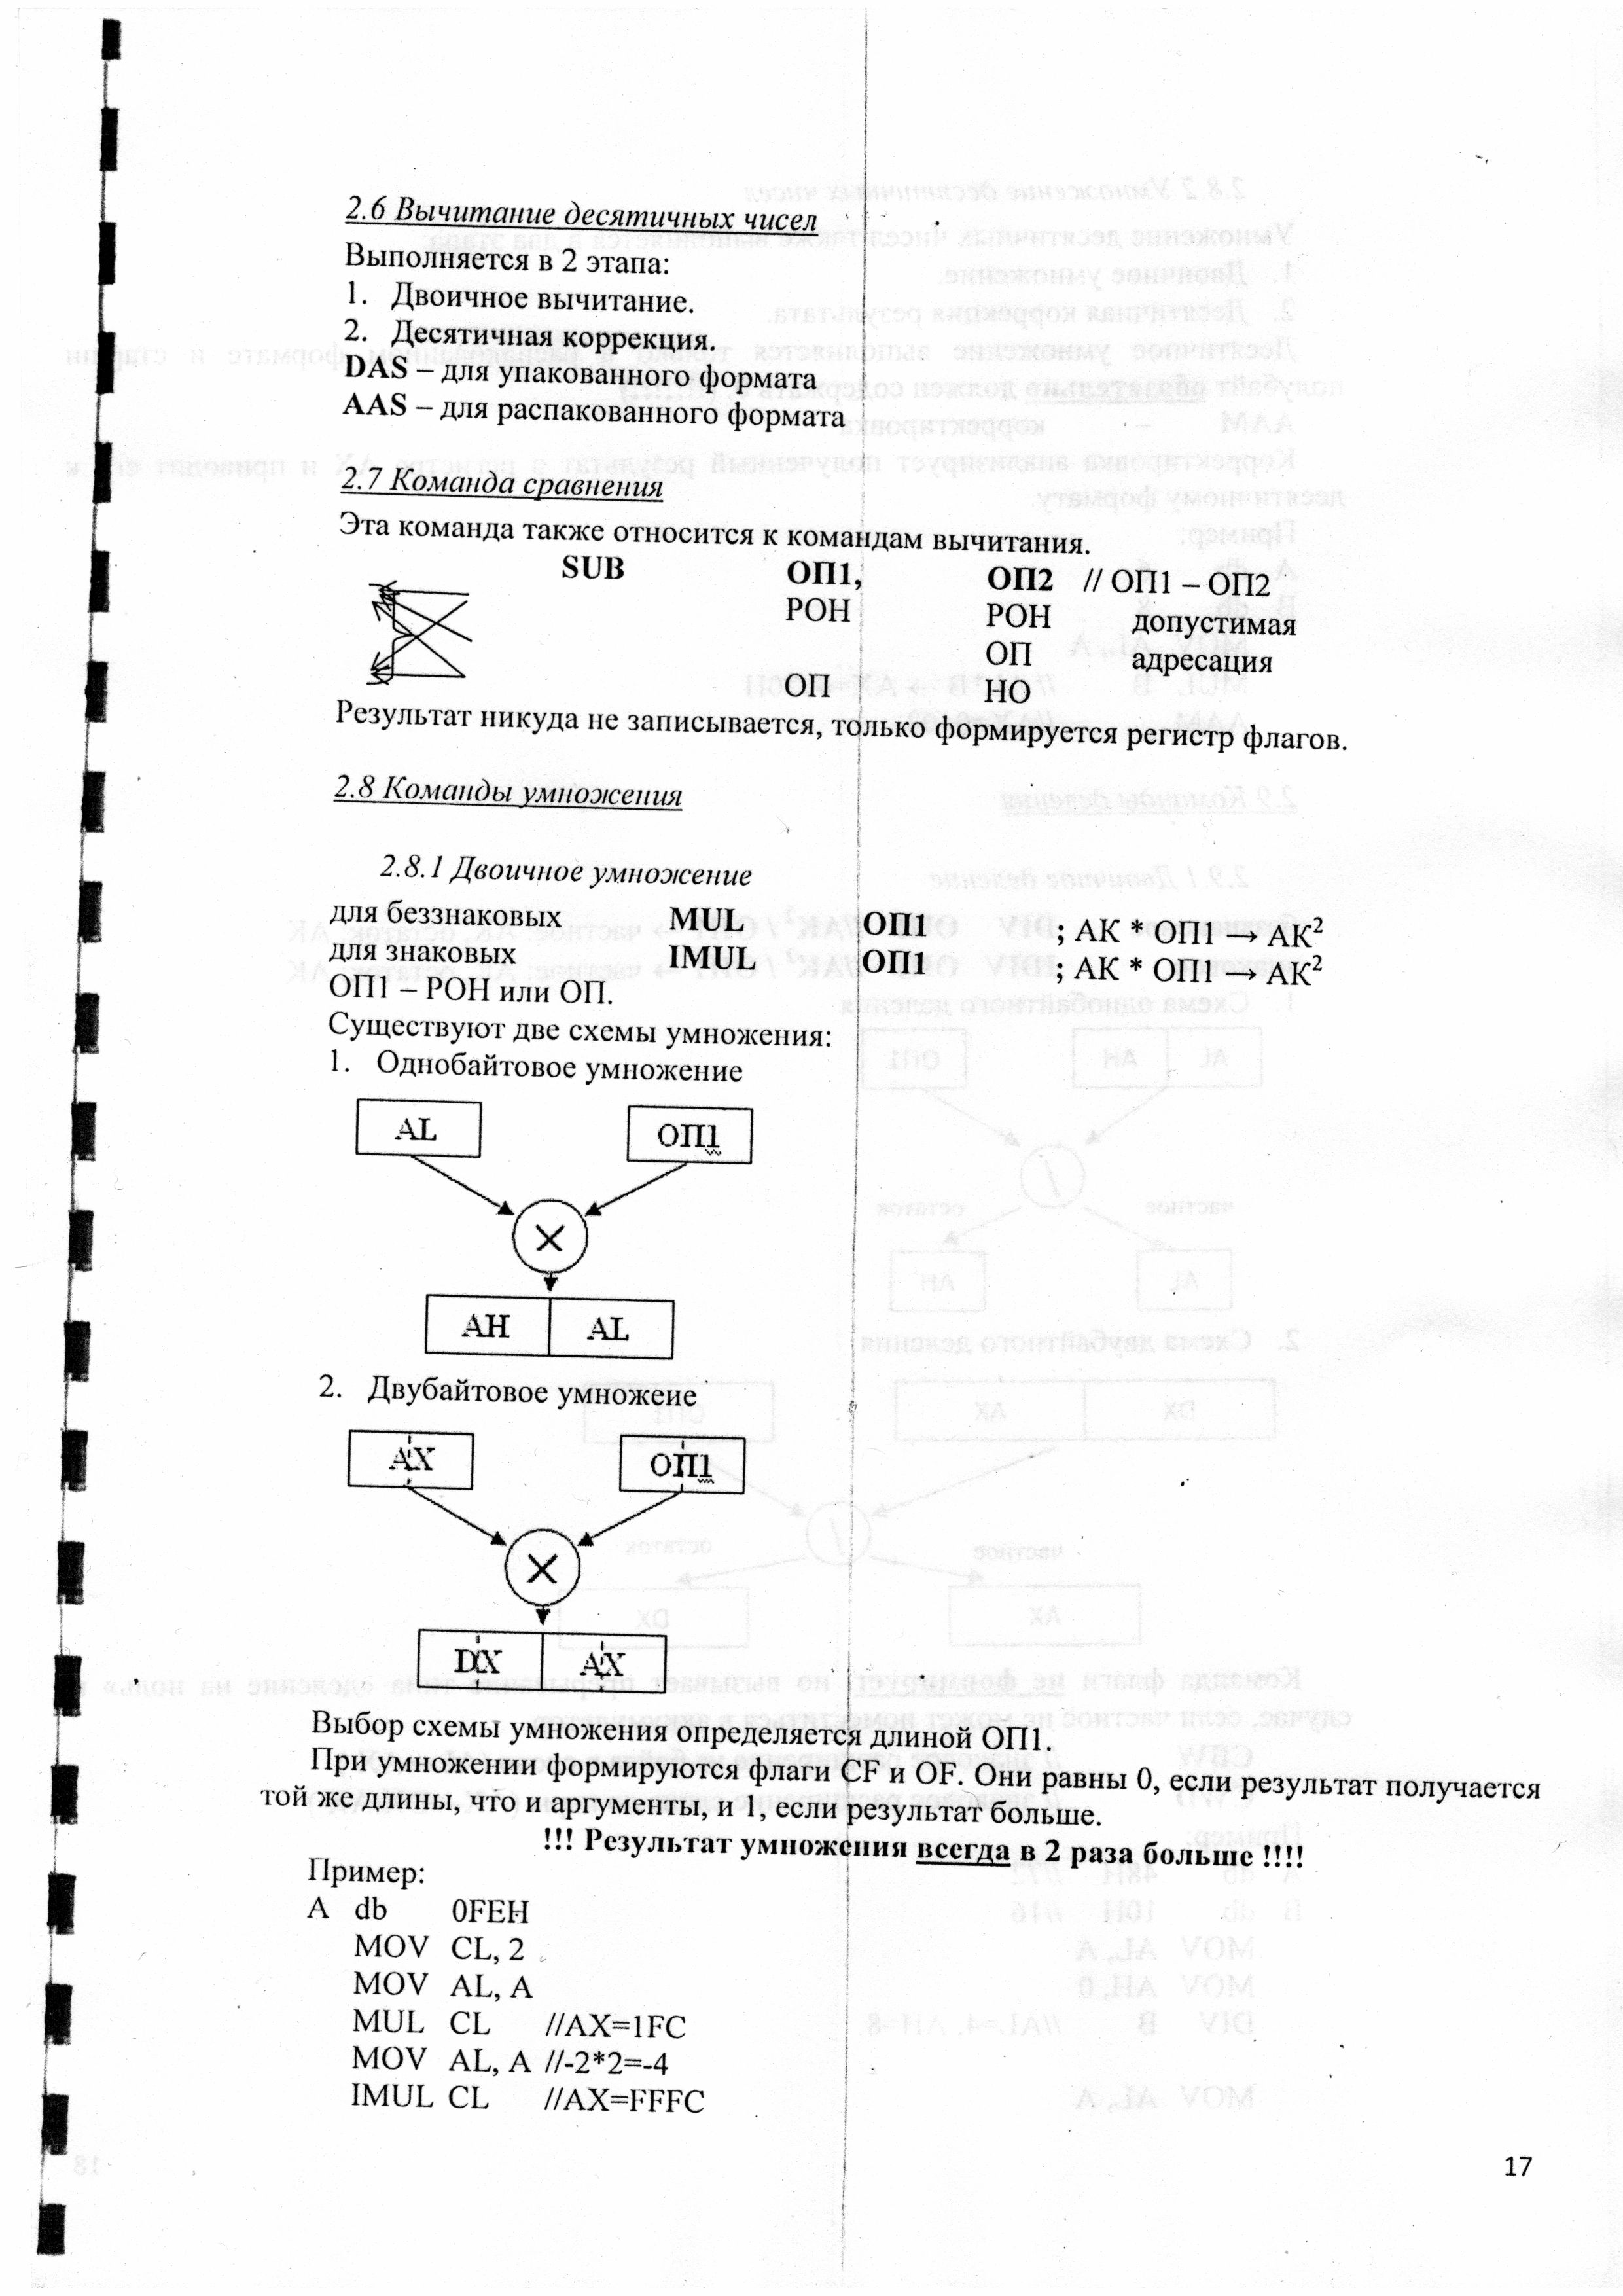 2.6 Вычитание десятичных чисел
Выполняется в 2 этапа:
1. Двоичное вычитание.
2. Десятичная коррекция.
DAS – для упакованного формата
AAS – для распакованного формата
2.7 Команда сравнения
Эта команда также относится к командам вычитания.
SUB ОП1, ОП2 // ОП1 – ОП2
РОН РОН допустимая
ОП адресация
ОП НО
Результат никуда не записывается, только формируется регистр флагов.
2.8 Команды умножения
2.8.1 Двоичное умножение
для беззнаковых MUL ОП1 ; АК * ОП1 → АК²
для знаковых IMUL ОП1 ; АК * ОП1 → АК²
ОП1 – РОН или ОП.
Существуют две схемы умножения:
1. Однобайтовое умножение
AL ОП1
×
AH AL
2. Двубайтовое умножеие
AX ОП1
×
DX AX
Выбор схемы умножения определяется длиной ОП1.
При умножении формируются флаги CF и OF. Они равны 0, если результат получается
той же длины, что и аргументы, и 1, если результат больше.
!!! Результат умножения всегда в 2 раза больше !!!!
Пример:
A db 0FEH
MOV CL, 2
MOV AL, A
MUL CL //AX=1FC
MOV AL, A //-2*2=-4
IMUL CL //AX=FFFC
17